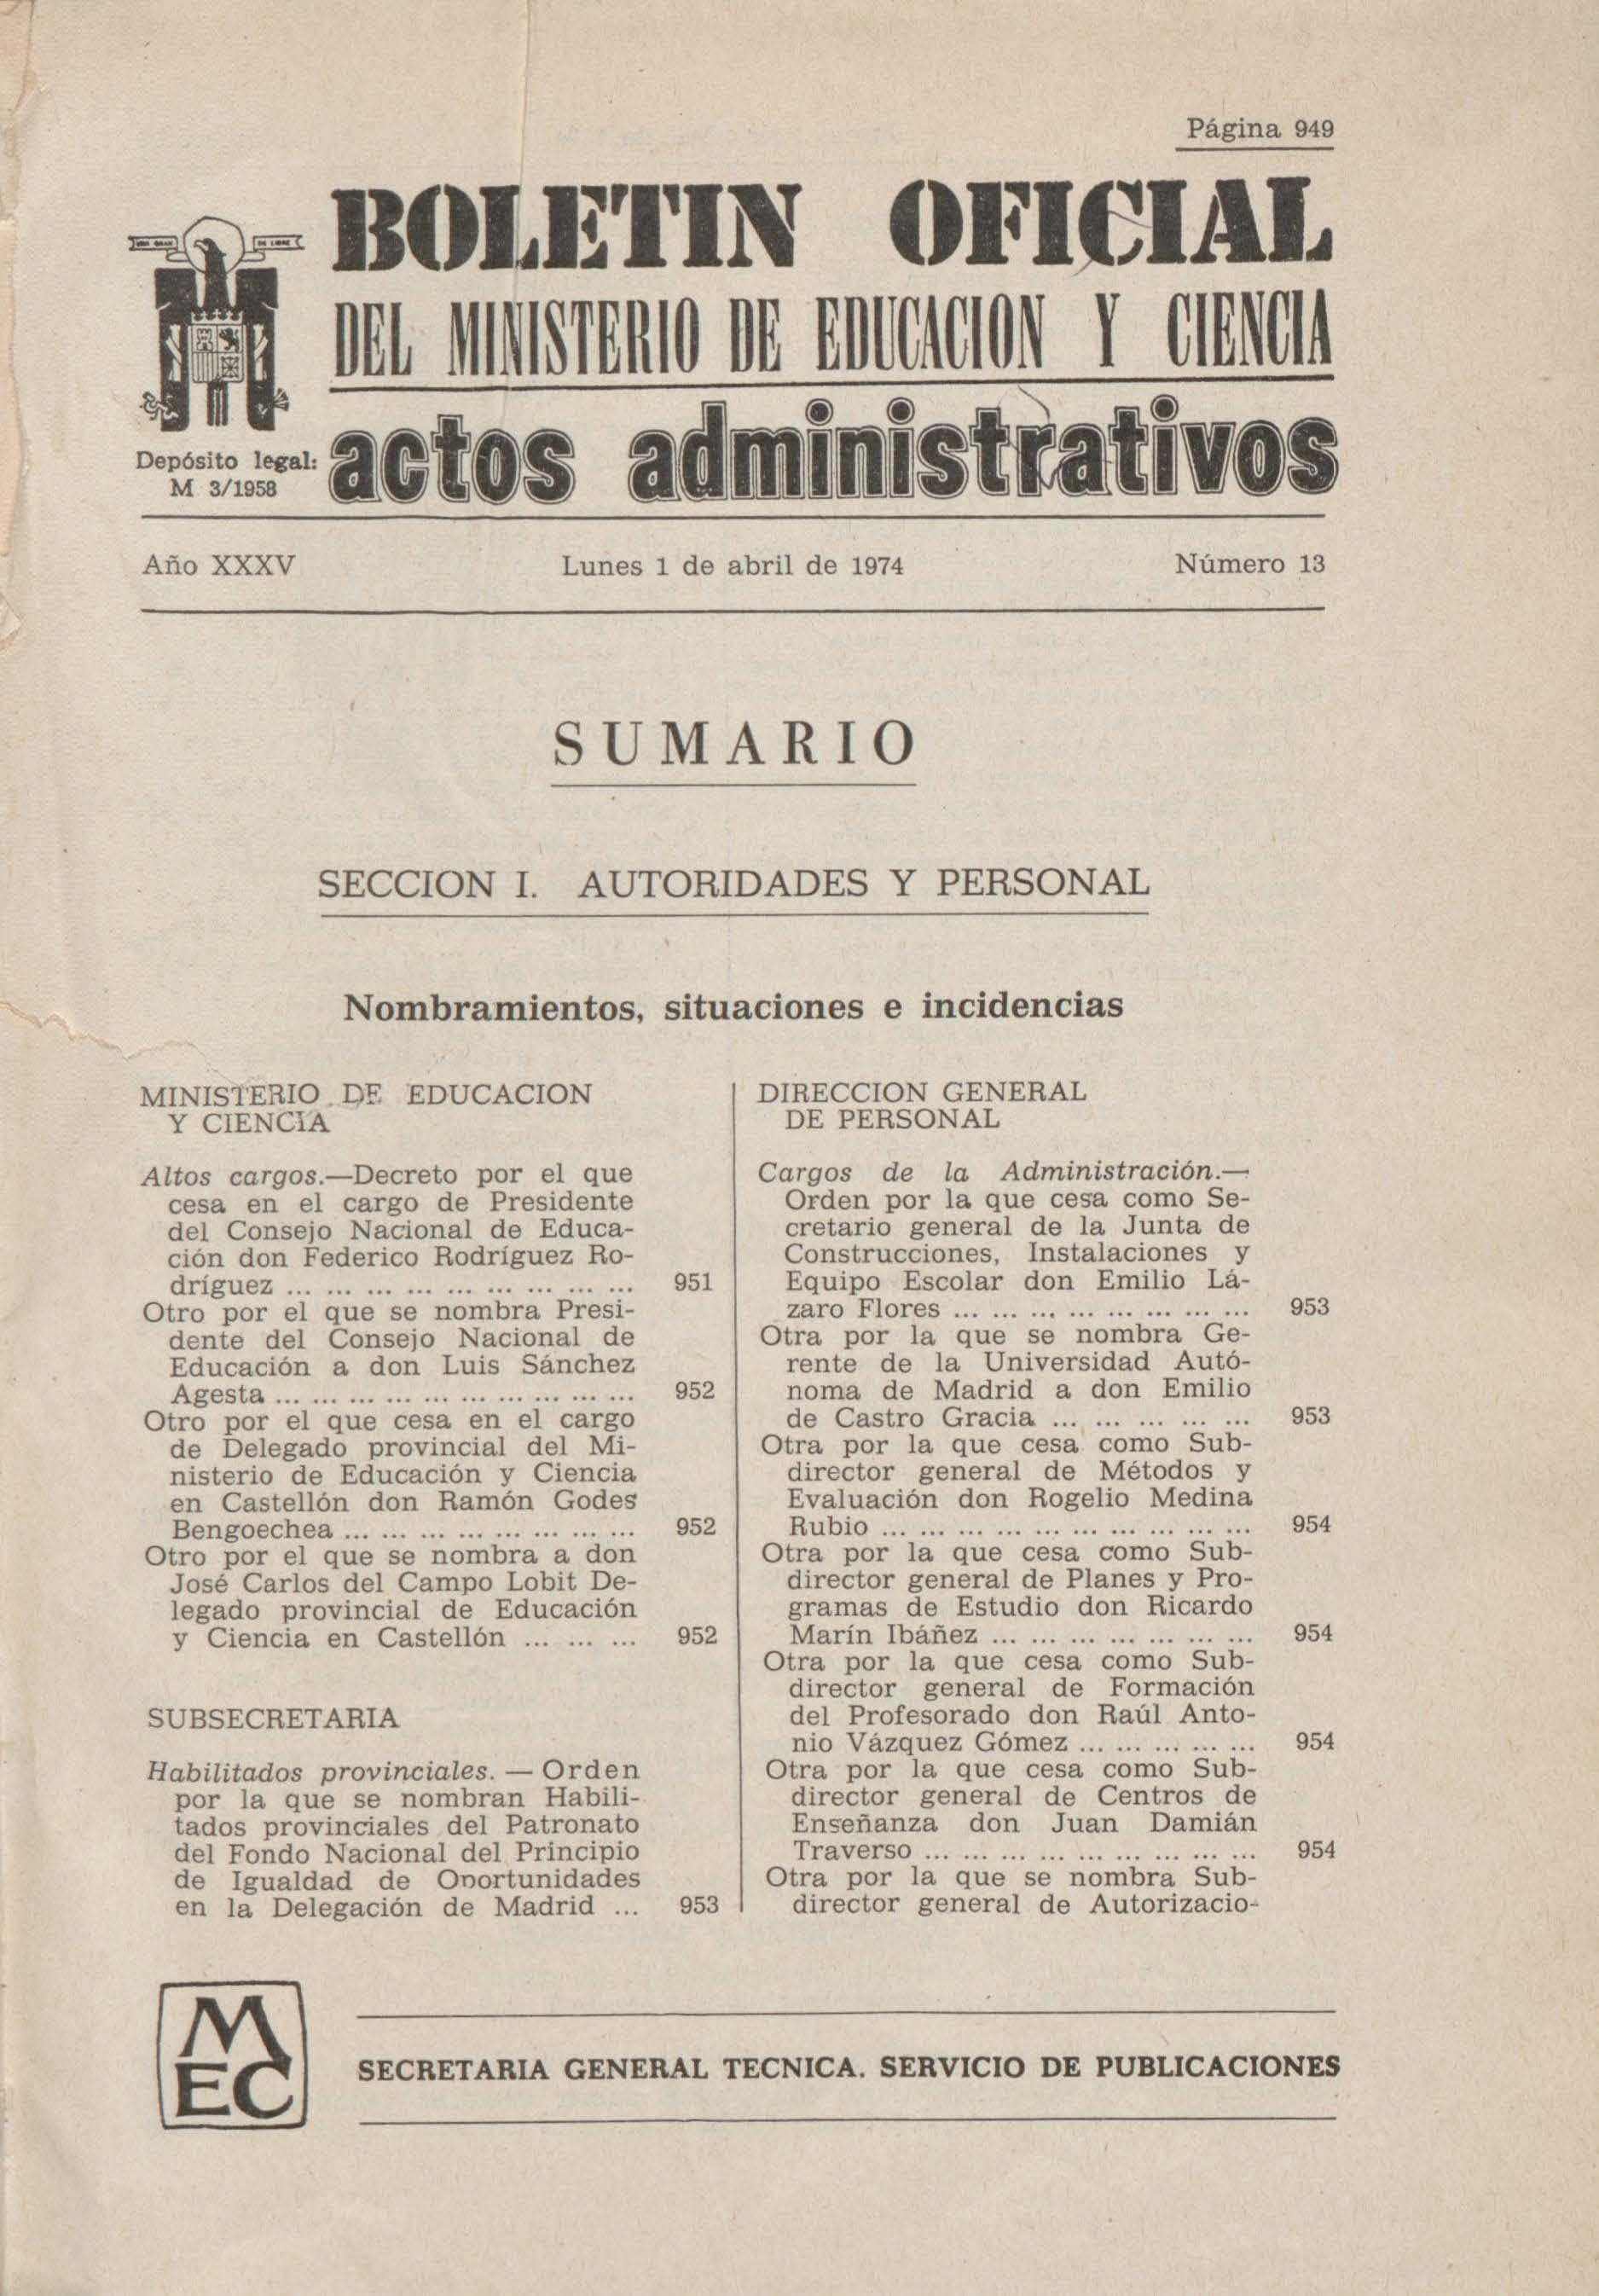 Página 949
BOLETIN OFICIAL
DEL MINISTERIO DE EDUCACION Y CIENCIA
actos administrativos
Depósito legal:
M 3/1958
Año XXXV Lunes 1 de abril de 1974 Número 13
SUMARIO
SECCION I. AUTORIDADES Y PERSONAL
Nombramientos, situaciones e incidencias
MINISTERIO DE EDUCACION
Y CIENCIA
Altos cargos.—Decreto por el que
cesa en el cargo de Presidente
del Consejo Nacional de Educa-
ción don Federico Rodríguez Ro-
dríguez ... ... ... ... ... ... ... ... ... 951
Otro por el que se nombra Presi-
dente del Consejo Nacional de
Educación a don Luis Sánchez
Agesta ... ... ... ... ... ... ... ... ... ... 952
Otro por el que cesa en el cargo
de Delegado provincial del Mi-
nisterio de Educación y Ciencia
en Castellón don Ramón Godes
Bengoechea ... ... ... ... ... ... ... ... 952
Otro por el que se nombra a don
José Carlos del Campo Lobit De-
legado provincial de Educación
y Ciencia en Castellón ... ... ... 952
SUBSECRETARIA
Habilitados provinciales. — Orden
por la que se nombran Habili-
tados provinciales del Patronato
del Fondo Nacional del Principio
de Igualdad de Oportunidades
en la Delegación de Madrid ... 953
DIRECCION GENERAL
DE PERSONAL
Cargos de la Administración.—
Orden por la que cesa como Se-
cretario general de la Junta de
Construcciones, Instalaciones y
Equipo Escolar don Emilio Lá-
zaro Flores ... ... ... ... ... ... ... ... 953
Otra por la que se nombra Ge-
rente de la Universidad Autó-
noma de Madrid a don Emilio
de Castro Gracia ... ... ... ... ... 953
Otra por la que cesa como Sub-
director general de Métodos y
Evaluación don Rogelio Medina
Rubio ... ... ... ... ... ... ... ... ... ... 954
Otra por la que cesa como Sub-
director general de Planes y Pro-
gramas de Estudio don Ricardo
Marín Ibáñez ... ... ... ... ... ... ... 954
Otra por la que cesa como Sub-
director general de Formación
del Profesorado don Raúl Anto-
nio Vázquez Gómez ... ... ... ... ... 954
Otra por la que cesa como Sub-
director general de Centros de
Enseñanza don Juan Damián
Traverso ... ... ... ... ... ... ... ... ... 954
Otra por la que se nombra Sub-
director general de Autorizacio-
M
EC
SECRETARIA GENERAL TECNICA. SERVICIO DE PUBLICACIONES